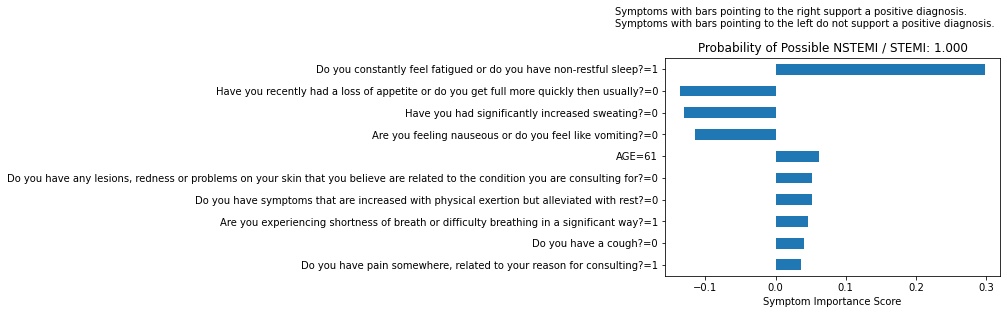 Symptoms with bars pointing to the right support a positive diagnosis.
Symptoms with bars pointing to the left do not support a positive diagnosis.
Probability of Possible NSTEMI / STEMI: 1.000
Do you constantly feel fatigued or do you have non-restful sleep?=1
Have you recently had a loss of appetite or do you get full more quickly then usually?=0
Have you had significantly increased sweating?=0
Are you feeling nauseous or do you feel like vomiting?=0
AGE=61
Do you have any lesions, redness or problems on your skin that you believe are related to the condition you are consulting for?=0
Do you have symptoms that are increased with physical exertion but alleviated with rest?=0
Are you experiencing shortness of breath or difficulty breathing in a significant way?=1
Do you have a cough?=0
Do you have pain somewhere, related to your reason for consulting?=1
−0.1 0.0 0.1 0.2 0.3
Symptom Importance Score